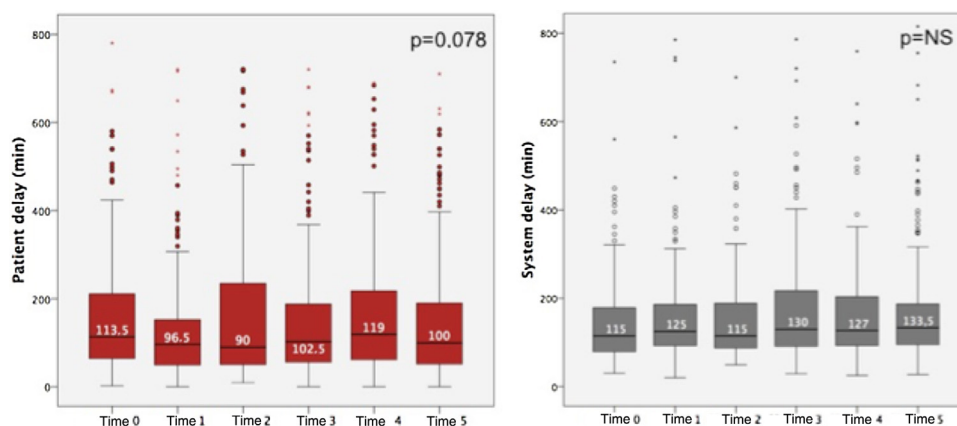 p=0.078
Patient delay (min)
800
600
400
200
0
113.5
96.5
90
102.5
119
100
Time 0
Time 1
Time 2
Time 3
Time 4
Time 5
p=NS
System delay (min)
800
600
400
200
0
115
125
115
130
127
133,5
Time 0
Time 1
Time 2
Time 3
Time 4
Time 5